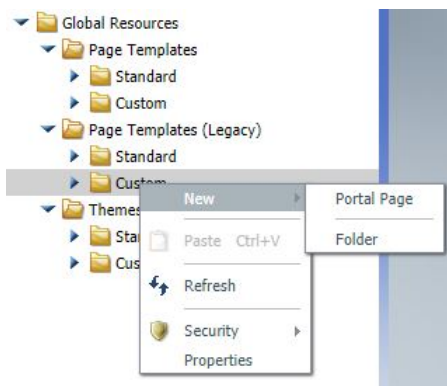 Global Resources
Page Templates
Standard
Custom
Page Templates (Legacy)
Standard
Custom
New
Portal Page
Themes
Paste Ctrl+V
Folder
Refresh
Security
Properties